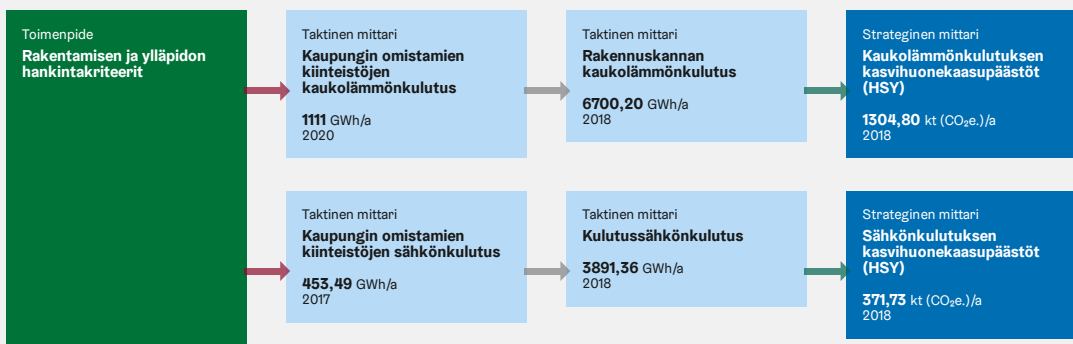 Toimenpide
Rakentamisen ja ylläpidon
hankintakriteerit
Taktinen mittari
Kaupungin omistamien
kiinteistöjen
kaukolämmönkulutus
1111 GWh/a
2020
Taktinen mittari
Rakennuskannan
kaukolämmönkulutus
6700,20 GWh/a
2018
Strateginen mittari
Kaukolämmönkulutuksen
kasvihuonekaasupäästöt
(HSY)
1304,80 kt (CO₂e.)/a
2018
Taktinen mittari
Kaupungin omistamien
kiinteistöjen sähkönkulutus
453,49 GWh/a
2017
Taktinen mittari
Kulutussähkönkulutus
3891,36 GWh/a
2018
Strateginen mittari
Sähkönkulutuksen
kasvihuonekaasupäästöt
(HSY)
371,73 kt (CO₂e.)/a
2018